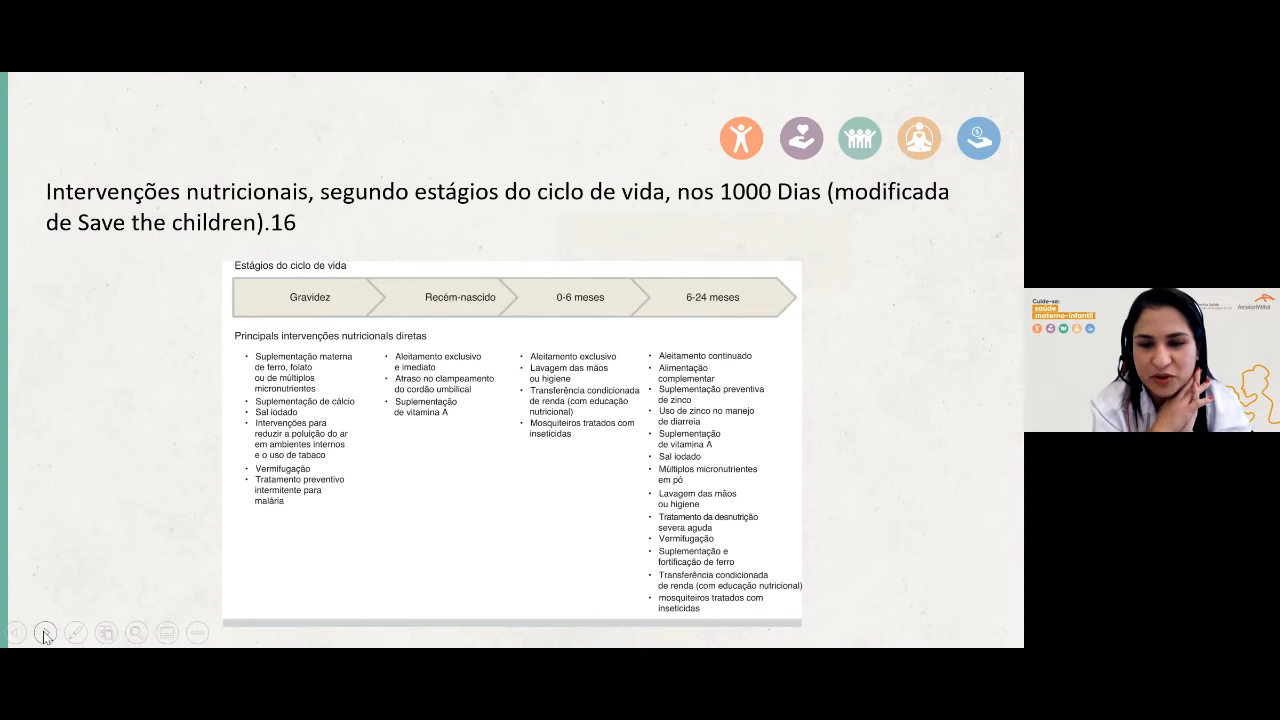 Intervenções nutricionais, segundo estágios do ciclo de vida, nos 1000 Dias (modificada
de Save the children).16
Estágios do ciclo de vida
Gravidez
Recém-nascido
0-6 meses
6-24 meses
Principais intervenções nutricionais diretas
• Suplementação materna
de ferro, folato
ou de múltiplos
micronutrientes
• Suplementação de cálcio
• Sal iodado
• Intervenções para
reduzir a poluição do ar
em ambientes internos
e o uso de tabaco
• Vermifugação
• Tratamento preventivo
intermitente para
malária
• Aleitamento exclusivo
e imediato
• Atraso no clampeamento
do cordão umbilical
• Suplementação
de vitamina A
• Aleitamento exclusivo
• Lavagem das mãos
ou higiene
• Transferência condicionada
de renda (com educação
nutricional)
• Mosquiteiros tratados com
inseticidas
• Aleitamento continuado
• Alimentação
complementar
• Suplementação preventiva
de zinco
• Uso de zinco no manejo
de diarreia
• Suplementação
de vitamina A
• Sal iodado
• Múltiplos micronutrientes
em pó
• Lavagem das mãos
ou higiene
• Tratamento da desnutrição
severa aguda
• Vermifugação
• Suplementação e
fortificação de ferro
• Transferência condicionada
de renda (com educação nutricional)
• mosquiteiros tratados com
inseticidas
Cuide-se:
saúde
materno-infantil
ArcelorMittal